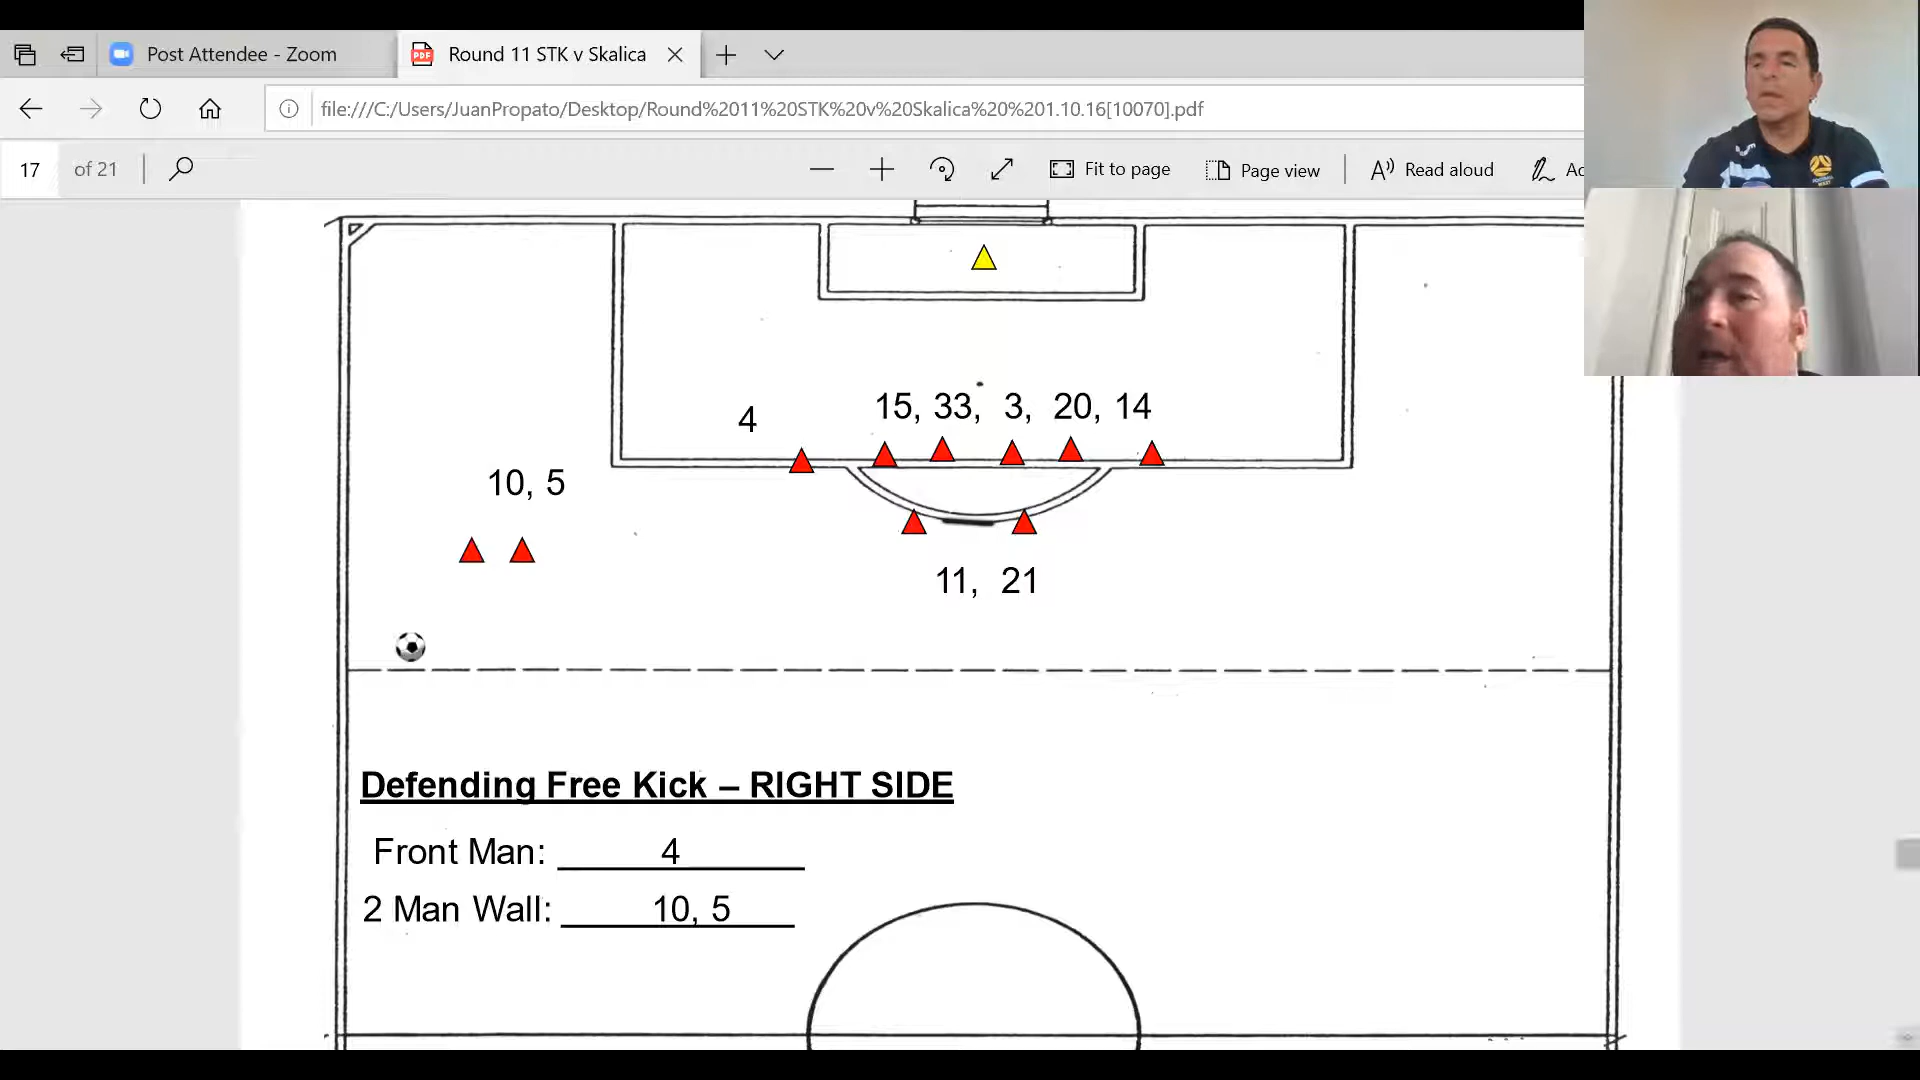 Post Attendee - Zoom
Round 11 STK v Skalica
file:///C:/Users/JuanPropato/Desktop/Round%2011%20STK%20v%20Skalica%20%201.10.16[10070].pdf
17 of 21
Fit to page
Page view
Read aloud
Ac
4
15, 33, 3, 20, 14
10, 5
11, 21
Defending Free Kick – RIGHT SIDE
Front Man: 4
2 Man Wall: 10, 5